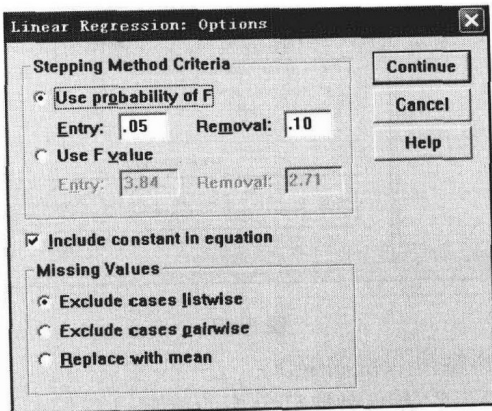 Linear Regression: Options
Stepping Method Criteria
Use probability of F
Entry: .05 Removal: .10
Use F value
Entry: 3.84 Removal: 2.71
Include constant in equation
Missing Values
Exclude cases listwise
Exclude cases pairwise
Replace with mean
Continue
Cancel
Help